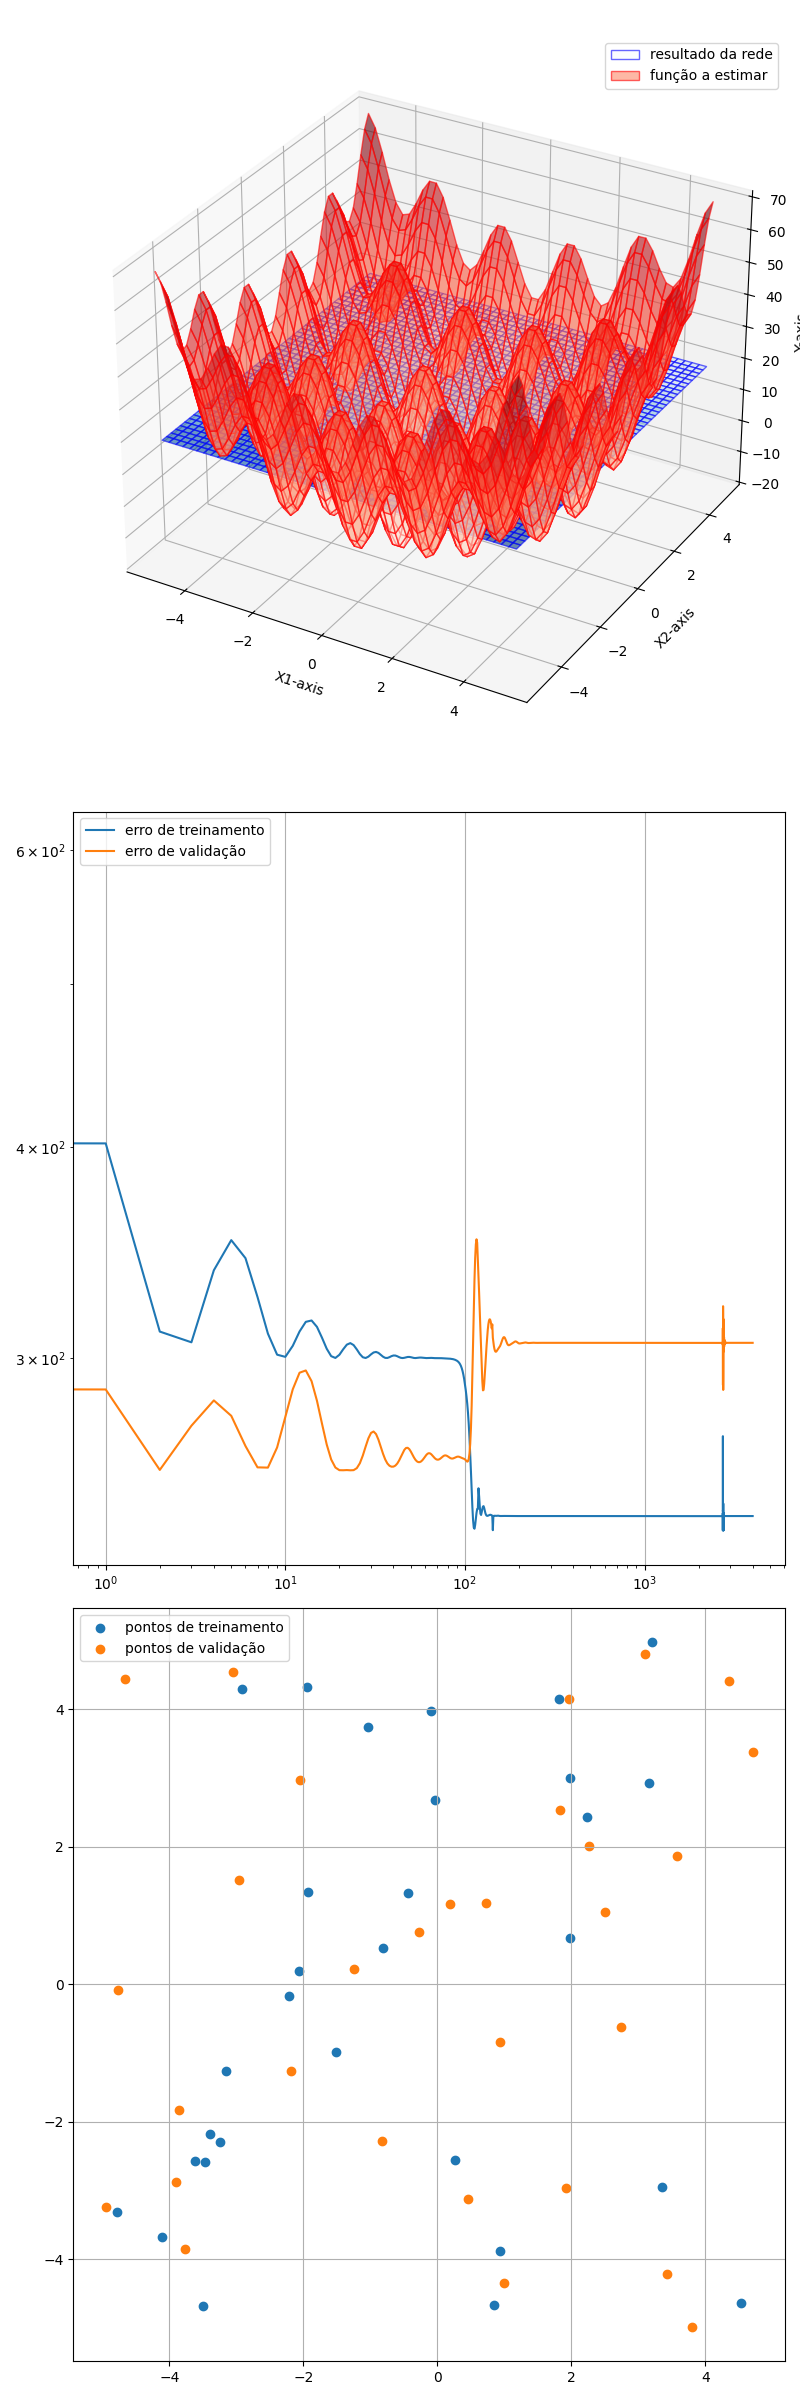 resultado da rede
função a estimar
70
60
50
40
30
20
10
0
−10
−20
4
2
0
−2
−4
X2-axis
−4
−2
0
2
4
X1-axis
erro de treinamento
erro de validação
6 × 10²
4 × 10²
3 × 10²
10⁰ 10¹ 10² 10³
pontos de treinamento
pontos de validação
4
2
0
−2
−4
−4 −2 0 2 4